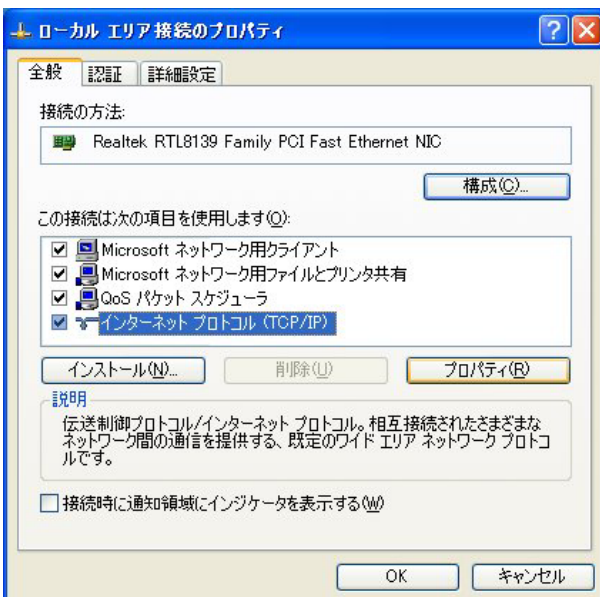 ローカル エリア接続のプロパティ
全般 認証 詳細設定
接続の方法:
Realtek RTL8139 Family PCI Fast Ethernet NIC
構成(C)...
この接続は次の項目を使用します(O):
Microsoft ネットワーク用クライアント
Microsoft ネットワーク用ファイルとプリンタ共有
QoS パケット スケジューラ
インターネット プロトコル (TCP/IP)
インストール(N)... 削除(U) プロパティ(R)
説明
伝送制御プロトコル/インターネット プロトコル。相互接続されたさまざまな
ネットワーク間の通信を提供する、既定のワイド エリア ネットワーク プロトコ
ルです。
接続時に通知領域にインジケータを表示する(W)
OK キャンセル